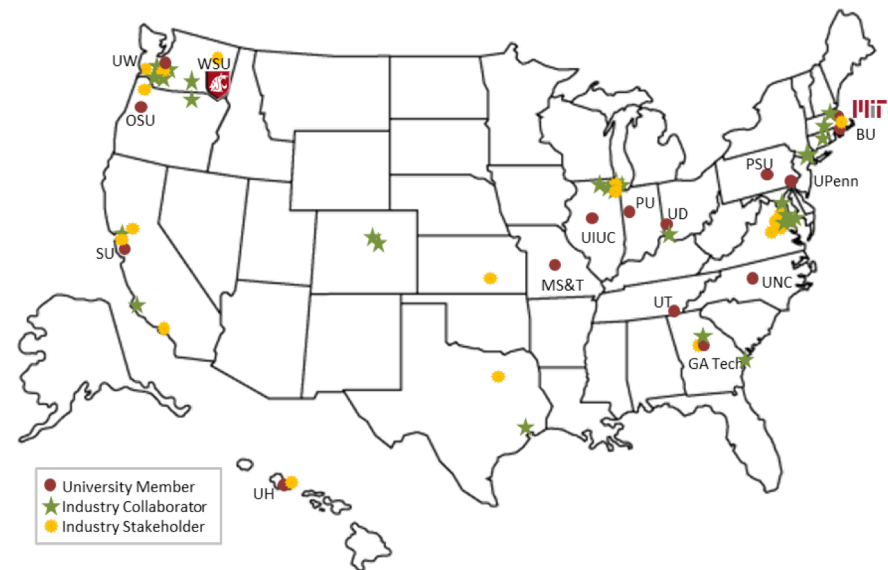 UW
WSU
MIT
OSU
BU
PSU
UPenn
PU
UD
UIUC
SU
MS&T
UNC
UT
GA Tech
UH
University Member
Industry Collaborator
Industry Stakeholder